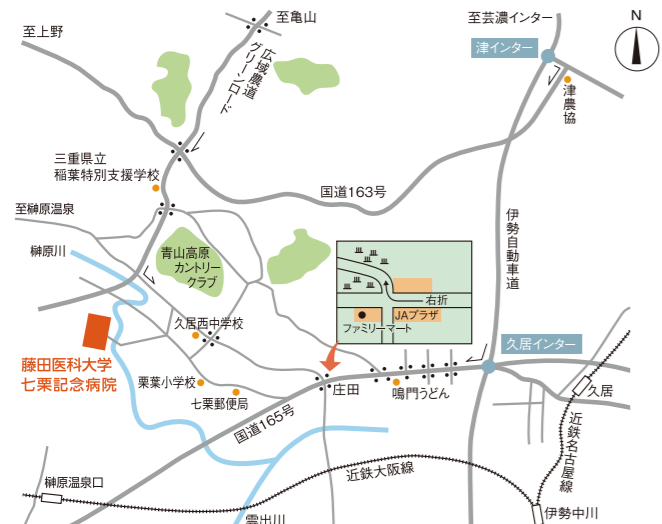 至亀山
至上野
至芸濃インター
N
津インター
広域農道
グリーンロード
津農協
三重県立
稲葉特別支援学校
国道163号
至榊原温泉
伊勢自動車道
榊原川
青山高原
カントリー
クラブ
右折
JAプラザ
ファミリーマート
久居西中学校
久居インター
藤田医科大学
七栗記念病院
栗葉小学校
七栗郵便局
庄田
鳴門うどん
久居
国道165号
近鉄名古屋線
近鉄大阪線
榊原温泉口
雲出川
伊勢中川